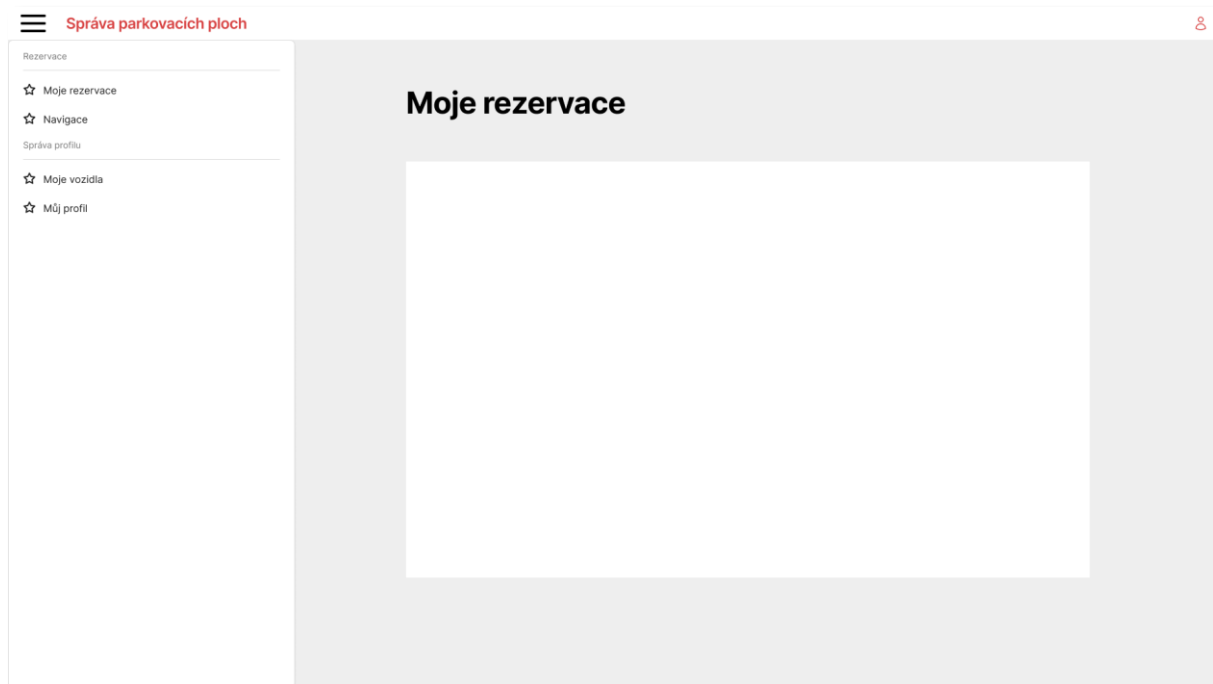 Správa parkovacích ploch
Rezervace
Moje rezervace
Navigace
Správa profilu
Moje vozidla
Můj profil
Moje rezervace